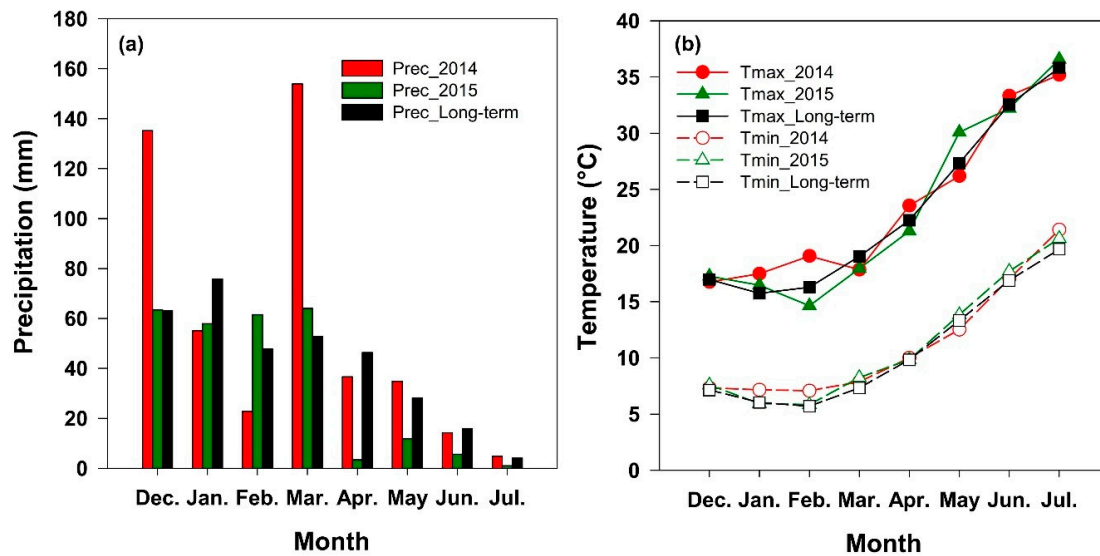 (a)
Prec_2014
Prec_2015
Prec_Long-term
180
160
140
120
100
80
60
40
20
0
Precipitation (mm)
Dec. Jan. Feb. Mar. Apr. May Jun. Jul.
Month
(b)
Tmax_2014
Tmax_2015
Tmax_Long-term
Tmin_2014
Tmin_2015
Tmin_Long-term
40
35
30
25
20
15
10
5
0
Temperature (°C)
Dec. Jan. Feb. Mar. Apr. May Jun. Jul.
Month